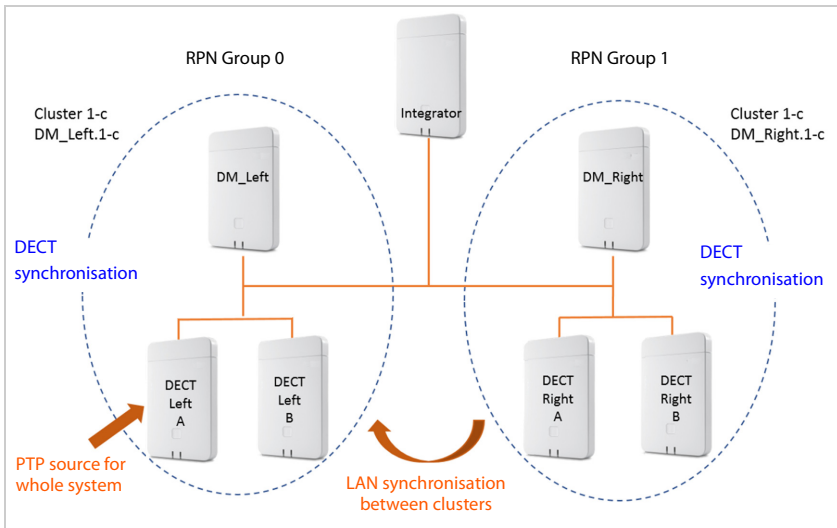 RPN Group 0
RPN Group 1
Integrator
Cluster 1-c
DM_Left.1-c
Cluster 1-c
DM_Right.1-c
DM_Left
DM_Right
DECT
synchronisation
DECT
synchronisation
DECT
Left
A
DECT
Left
B
DECT
Right
A
DECT
Right
B
PTP source for
whole system
LAN synchronisation
between clusters